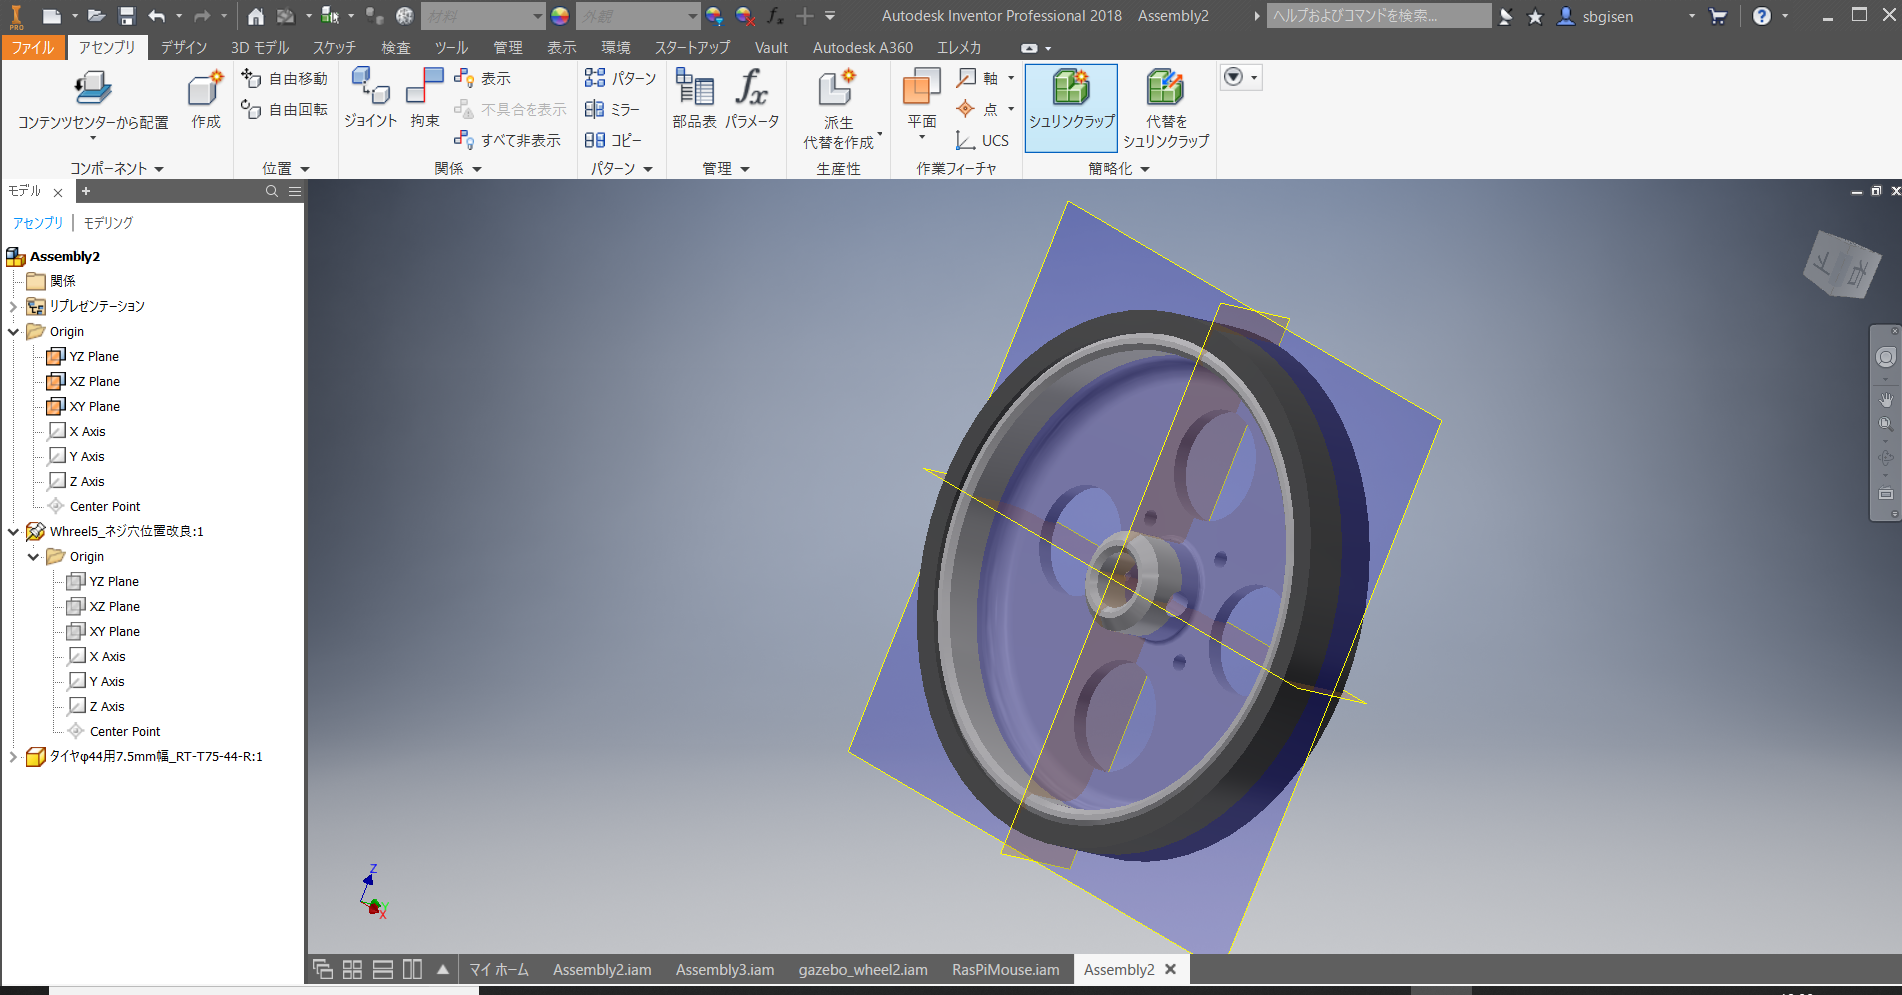 PRO
材料
外観
Autodesk Inventor Professional 2018 Assembly2
ヘルプおよびコマンドを検索...
sbgisen
ファイル アセンブリ デザイン 3D モデル スケッチ 検査 ツール 管理 表示 環境 スタートアップ Vault Autodesk A360 エレメカ
コンテンツセンターから配置
作成
コンポーネント
自由移動
自由回転
位置
ジョイント
拘束
表示
不具合を表示
すべて非表示
関係
パターン
ミラー
コピー
パターン
部品表
パラメータ
管理
派生
代替を作成
生産性
平面
軸
点
UCS
作業フィーチャ
シュリンクラップ
代替を
シュリンクラップ
簡略化
モデル
アセンブリ
モデリング
Assembly2
関係
リプレゼンテーション
Origin
YZ Plane
XZ Plane
XY Plane
X Axis
Y Axis
Z Axis
Center Point
Whreel5_ネジ穴位置改良:1
Origin
YZ Plane
XZ Plane
XY Plane
X Axis
Y Axis
Z Axis
Center Point
タイヤφ44用7.5mm幅_RT-T75-44-R:1
上
右
Z
Y
X
マイ ホーム Assembly2.iam Assembly3.iam gazebo_wheel2.iam RasPiMouse.iam Assembly2